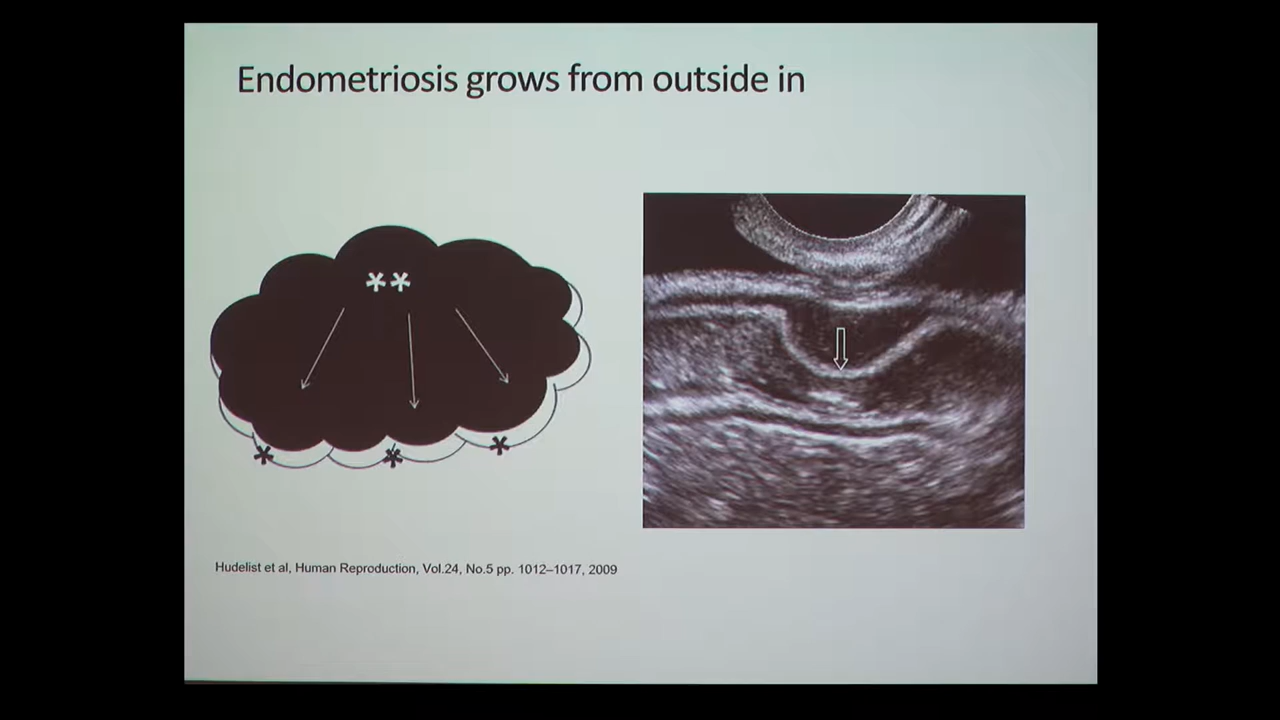 Endometriosis grows from outside in
**
* * *
Hudelist et al, Human Reproduction, Vol.24, No.5 pp. 1012–1017, 2009